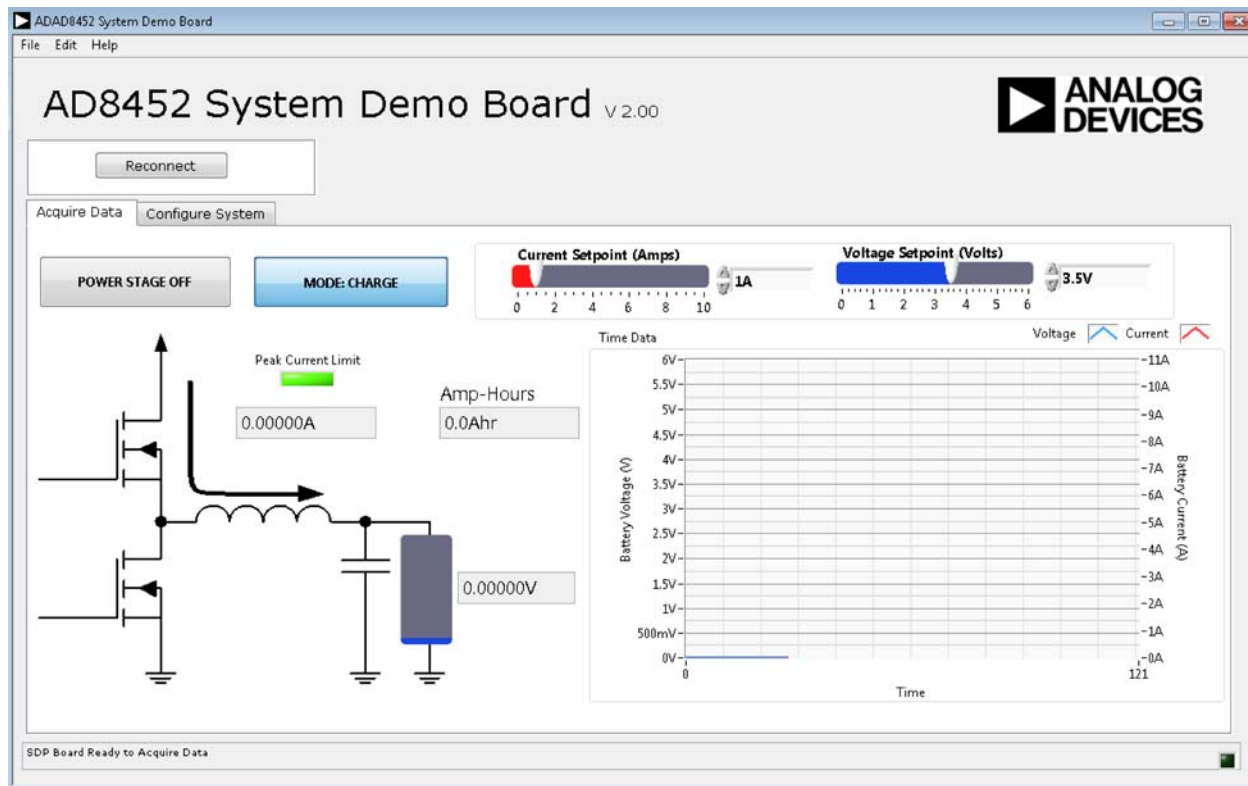 ADAD8452 System Demo Board
File Edit Help
AD8452 System Demo Board V 2.00
ANALOG
DEVICES
Reconnect
Acquire Data Configure System
POWER STAGE OFF
MODE: CHARGE
Current Setpoint (Amps)
1A
0 2 4 6 8 10
Voltage Setpoint (Volts)
3.5V
0 1 2 3 4 5 6
Peak Current Limit
0.00000A
Amp-Hours
0.0Ahr
0.00000V
Time Data
Voltage Current
6V
5.5V
5V
4.5V
4V
3.5V
3V
2.5V
2V
1.5V
1V
500mV
0V
Battery Voltage (V)
11A
10A
9A
8A
7A
6A
5A
4A
3A
2A
1A
0A
Battery Current (A)
0 121
Time
SDP Board Ready to Acquire Data